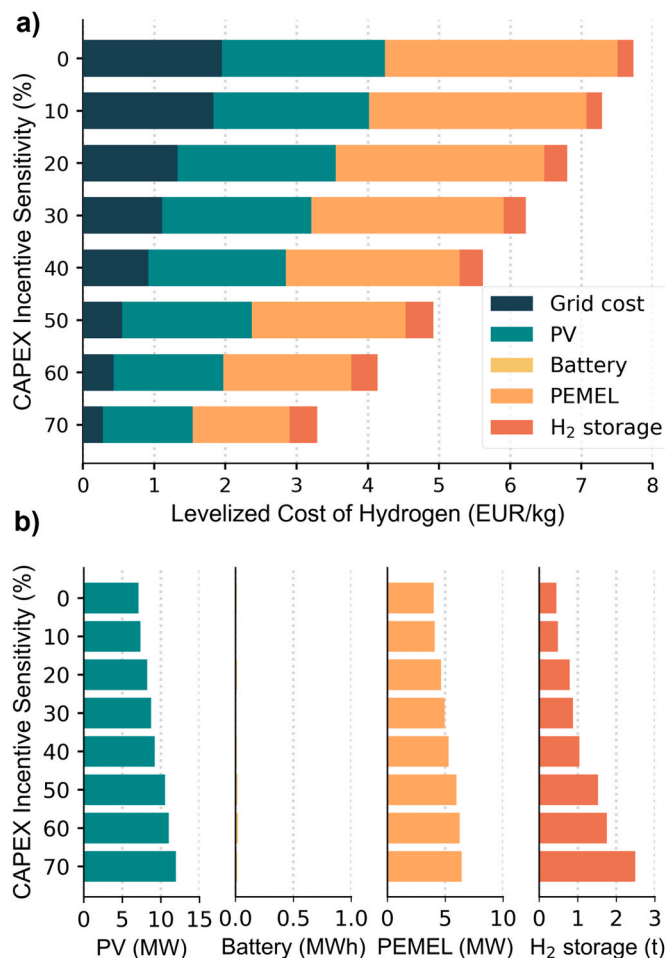 a)
CAPEX Incentive Sensitivity (%)
0
10
20
30
40
50
60
70
Grid cost
PV
Battery
PEMEL
H₂ storage
0 1 2 3 4 5 6 7 8
Levelized Cost of Hydrogen (EUR/kg)
b)
CAPEX Incentive Sensitivity (%)
0
10
20
30
40
50
60
70
0 5 10 15
PV (MW)
0.0 0.5 1.0
Battery (MWh)
0 5 10
PEMEL (MW)
0 1 2 3
H₂ storage (t)